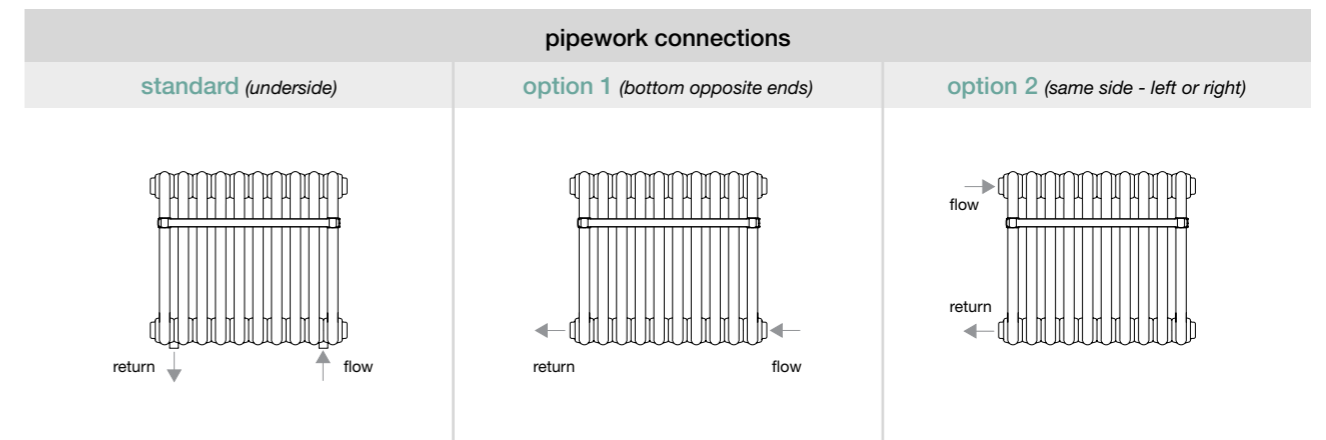 pipework connections
standard (underside)
option 1 (bottom opposite ends)
option 2 (same side - left or right)
return
flow
return
flow
flow
return